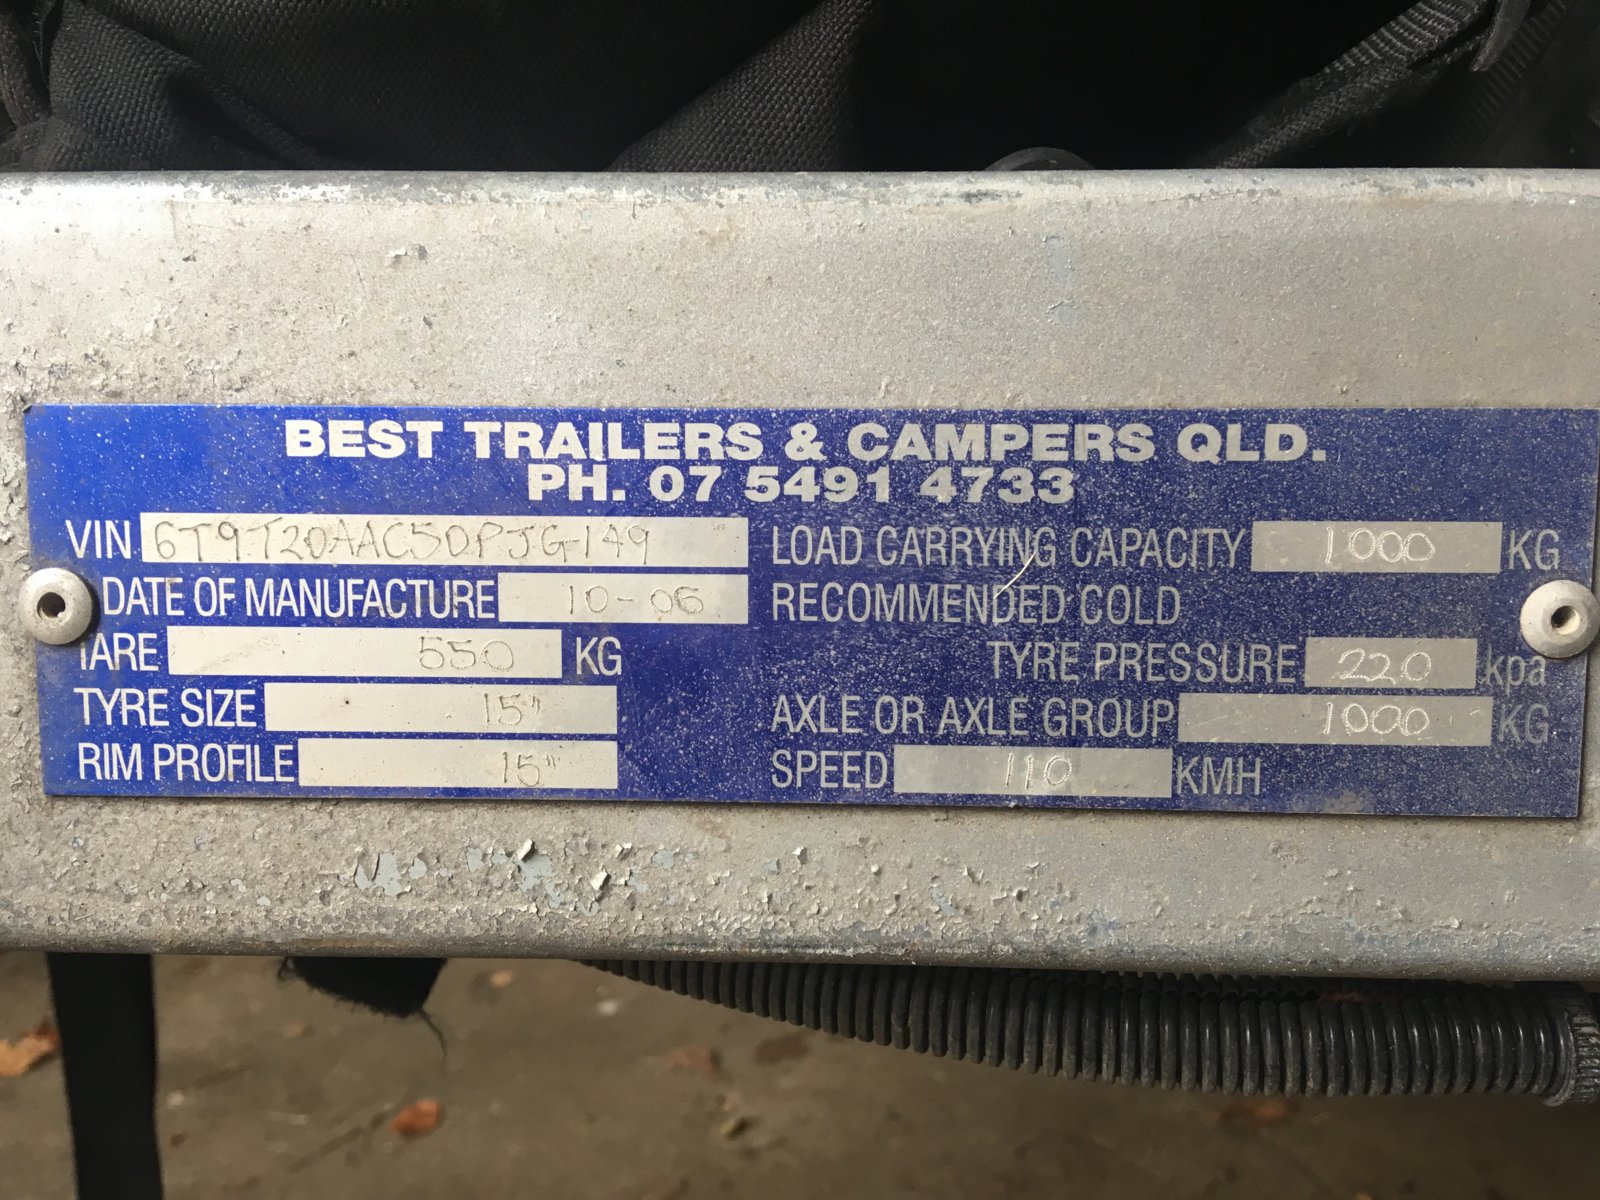 BEST TRAILERS & CAMPERS QLD.
PH. 07 5491 4733
VIN 6T9T20AAC50PJG149
DATE OF MANUFACTURE 10-06
TARE 550 KG
TYRE SIZE 15"
RIM PROFILE 15"
LOAD CARRYING CAPACITY 1000 KG
RECOMMENDED COLD
TYRE PRESSURE 220 kpa
AXLE OR AXLE GROUP 1000 KG
SPEED 110 KMH